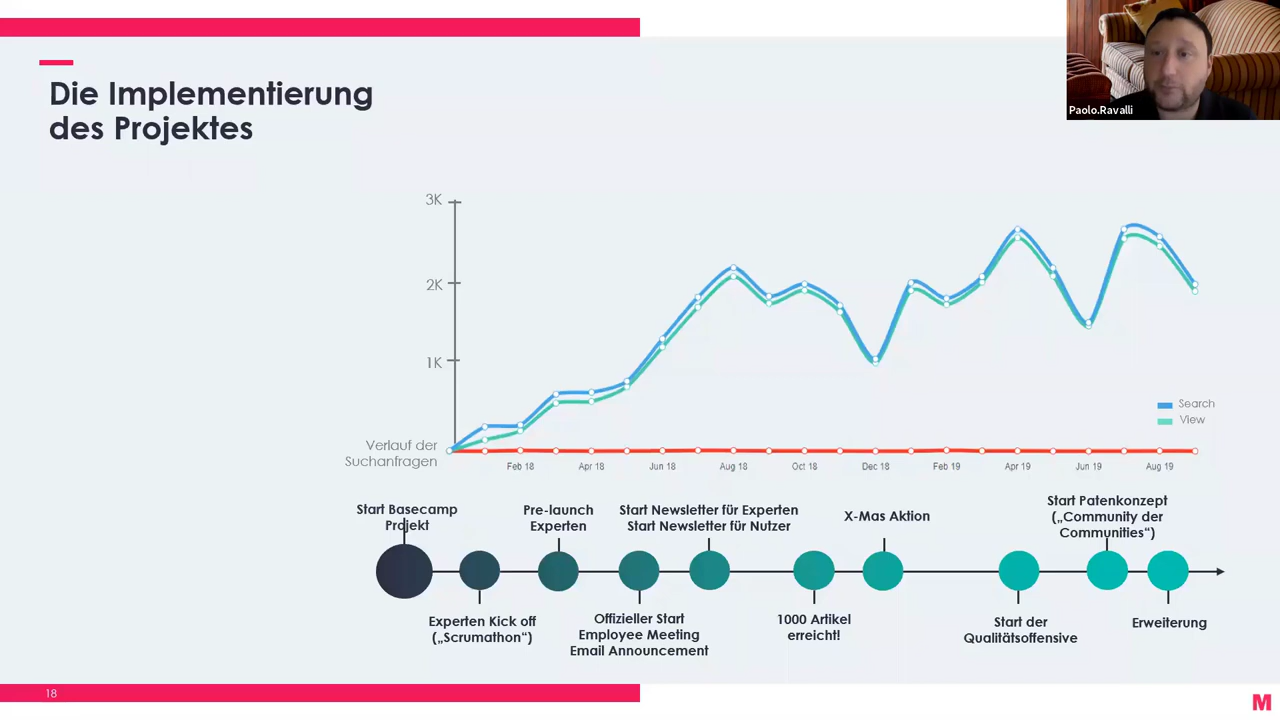 Paolo.Ravalli
Die Implementierung
des Projektes
3K
2K
1K
Search
View
Verlauf der
Suchanfragen
Feb 18
Apr 18
Jun 18
Aug 18
Oct 18
Dec 18
Feb 19
Apr 19
Jun 19
Aug 19
Start Basecamp
Projekt
Pre-launch
Experten
Start Newsletter für Experten
Start Newsletter für Nutzer
X-Mas Aktion
Start Patenkonzept
(„Community der
Communities“)
Experten Kick off
(„Scrumathon“)
Offizieller Start
Employee Meeting
Email Announcement
1000 Artikel
erreicht!
Start der
Qualitätsoffensive
Erweiterung
18
M